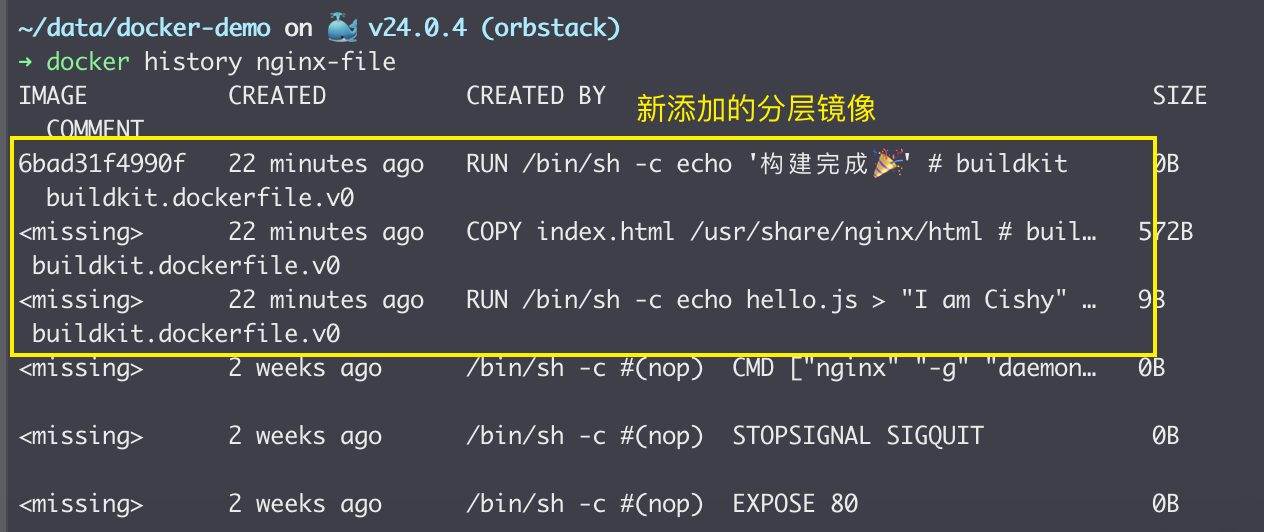 ~/data/docker-demo on 🐳 v24.0.4 (orbstack)
→ docker history nginx-file
IMAGE CREATED CREATED BY SIZE
新添加的分层镜像
COMMENT
6bad31f4990f 22 minutes ago RUN /bin/sh -c echo '构建完成🎉' # buildkit 0B
buildkit.dockerfile.v0
<missing> 22 minutes ago COPY index.html /usr/share/nginx/html # buil… 572B
buildkit.dockerfile.v0
<missing> 22 minutes ago RUN /bin/sh -c echo hello.js > "I am Cishy" … 9B
buildkit.dockerfile.v0
<missing> 2 weeks ago /bin/sh -c #(nop) CMD ["nginx" "-g" "daemon… 0B
<missing> 2 weeks ago /bin/sh -c #(nop) STOPSIGNAL SIGQUIT 0B
<missing> 2 weeks ago /bin/sh -c #(nop) EXPOSE 80 0B